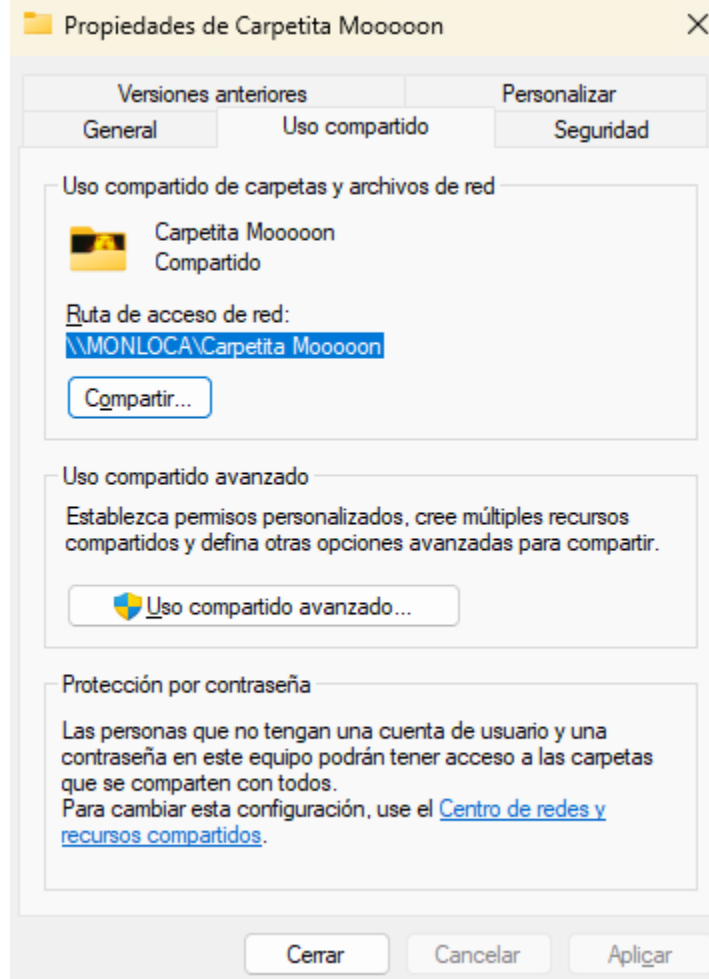 Propiedades de Carpetita Mooooon
Versiones anteriores
Personalizar
General
Uso compartido
Seguridad
Uso compartido de carpetas y archivos de red
Carpetita Mooooon
Compartido
Ruta de acceso de red:
\\MONLOCA\Carpetita Mooooon
Compartir...
Uso compartido avanzado
Establezca permisos personalizados, cree múltiples recursos
compartidos y defina otras opciones avanzadas para compartir.
Uso compartido avanzado...
Protección por contraseña
Las personas que no tengan una cuenta de usuario y una
contraseña en este equipo podrán tener acceso a las carpetas
que se comparten con todos.
Para cambiar esta configuración, use el Centro de redes y
recursos compartidos.
Cerrar
Cancelar
Aplicar